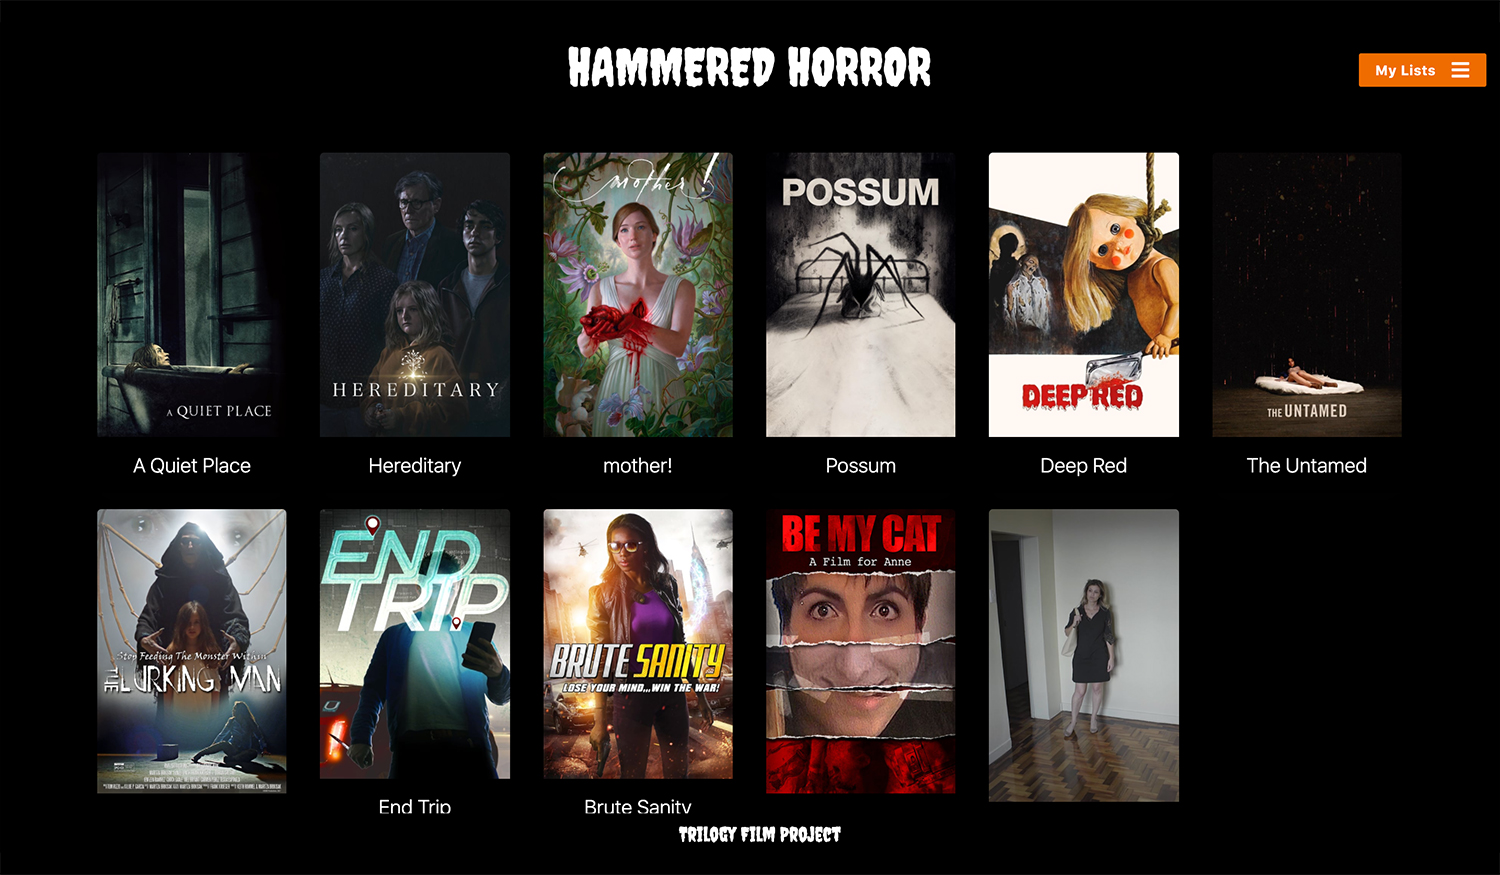 HAMMERED HORROR
My Lists
mother!
POSSUM
DEEP RED
A QUIET PLACE
HEREDITARY
THE UNTAMED
A Quiet Place
Hereditary
mother!
Possum
Deep Red
The Untamed
Stop Feeding The Monster Within
THE LURKING MAN
END
TRIP
BRUTE SANITY
LOSE YOUR MIND...WIN THE WAR!
BE MY CAT
A Film for Anne
End Trip
Brute Sanity
TRILOGY FILM PROJECT